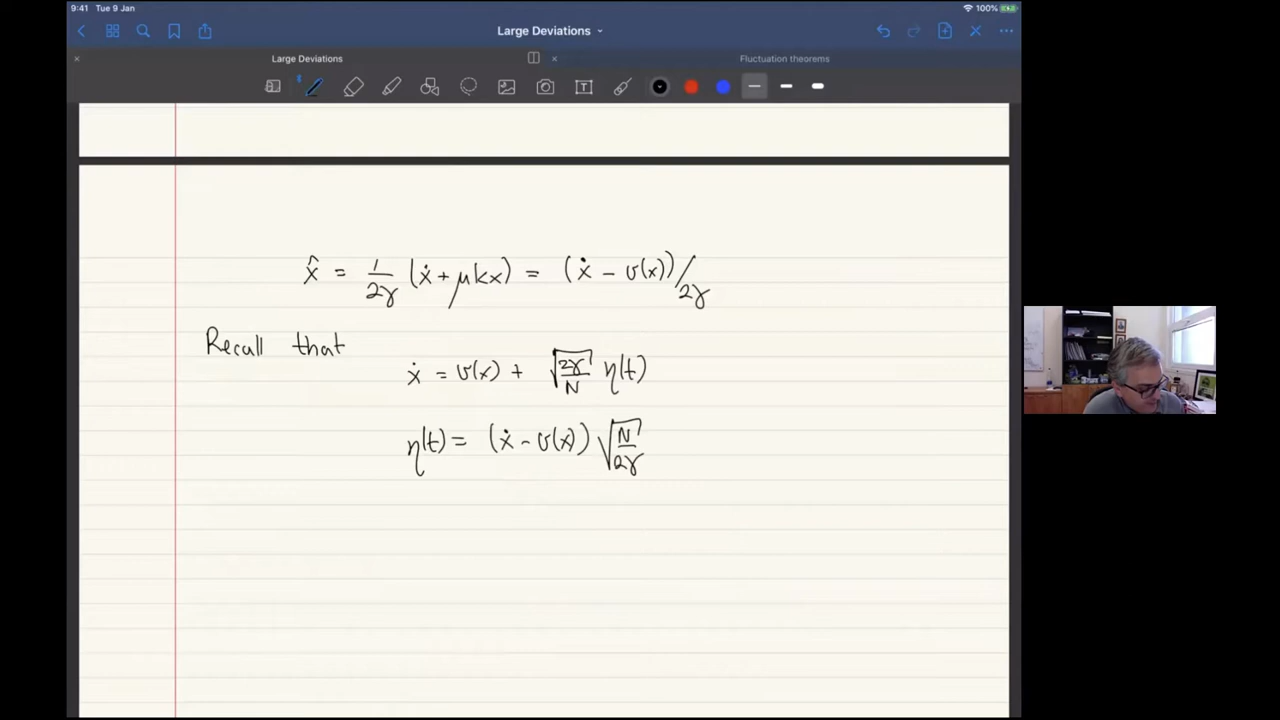 9:41 Tue 9 Jan 100%
Large Deviations
Large Deviations Fluctuation theorems
x̂ = 1/2γ (ẋ + μkx) = (ẋ − v(x))/2γ
Recall that
ẋ = v(x) + √(2γ/N) η(t)
η(t) = (ẋ − v(x)) √(N/2γ)